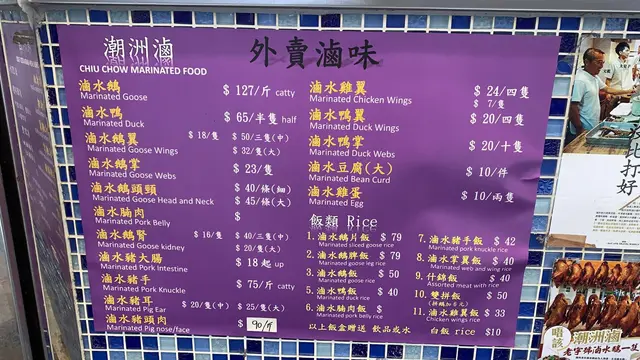 潮洲滷
CHIU CHOW MARINATED FOOD
外賣滷味
滷水鵝 $ 127/斤 catty
Marinated Goose
滷水鴨 $ 65/半隻 half
Marinated Duck
滷水鵝翼 $ 18/隻 $ 50/三隻(中)
Marinated Goose Wings $ 32/隻(大)
滷水鵝掌 $ 23/隻
Marinated Goose Webs
滷水鵝頭頸 $ 40/條(細)
Marinated Goose Head and Neck $ 45/條(大)
滷水腩肉 $
Marinated Pork Belly
滷水鵝腎 $ 16/隻 $ 40/三隻(中)
Marinated Goose kidney $ 20/隻(大)
滷水豬大腸 $ 18起 up
Marinated Pork Intestine
滷水豬手 $ 75/斤 catty
Marinated Pork Knuckle
滷水豬耳 $ 20/隻(中) $ 25/隻(大)
Marinated Pig Ear
滷水豬頭肉 $ 90/斤
Marinated Pig nose/face
滷水雞翼 $ 24/四隻
Marinated Chicken Wings $ 7/隻
滷水鴨翼 $ 20/四隻
Marinated Duck Wings
滷水鴨掌 $ 20/十隻
Marinated Duck Webs
滷水豆腐(大) $ 10/件
Marinated Bean Curd
滷水雞蛋 $ 10/兩隻
Marinated Egg
飯類 Rice
1. 滷水鵝片飯 $ 79
Marinated sliced goose rice
2. 滷水鵝脾飯 $ 79
Marinated goose leg rice
3. 滷水鵝飯 $ 50
Marinated goose rice
5. 滷水鴨飯 $ 40
Marinated duck rice
6. 滷水腩肉飯 $
Marinated pork belly rice
7. 滷水豬手飯 $ 42
Marinated pork knuckle rice
8. 滷水掌翼飯 $ 40
Marinated web and wing rice
9. 什錦飯 $ 40
Assorted meat with rice
10. 雙拼飯 $ 50
11. 滷水雞翼飯 $ 33
Chicken wings rice
以上飯盒贈送 飲品或水 白飯 rice $10
打
好
潮洲滷